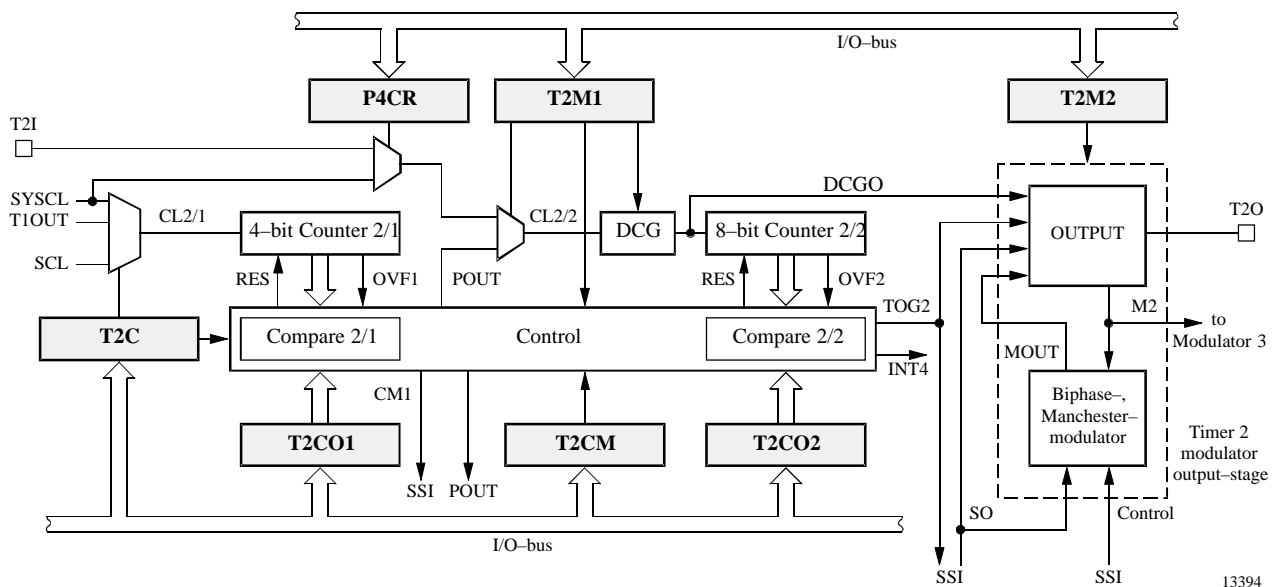 I/O–bus
P4CR
T2M1
T2M2
T2I
SYSCL
T1OUT
SCL
CL2/1
4–bit Counter 2/1
CL2/2
DCG
DCGO
8–bit Counter 2/2
OUTPUT
T2O
RES
OVF1
POUT
RES
OVF2
TOG2
T2C
Compare 2/1
Control
Compare 2/2
INT4
M2
to
Modulator 3
MOUT
CM1
Biphase–,
Manchester–
modulator
T2CO1
T2CM
T2CO2
Timer 2
modulator
output–stage
SSI
POUT
SO
Control
I/O–bus
SSI
SSI
13394